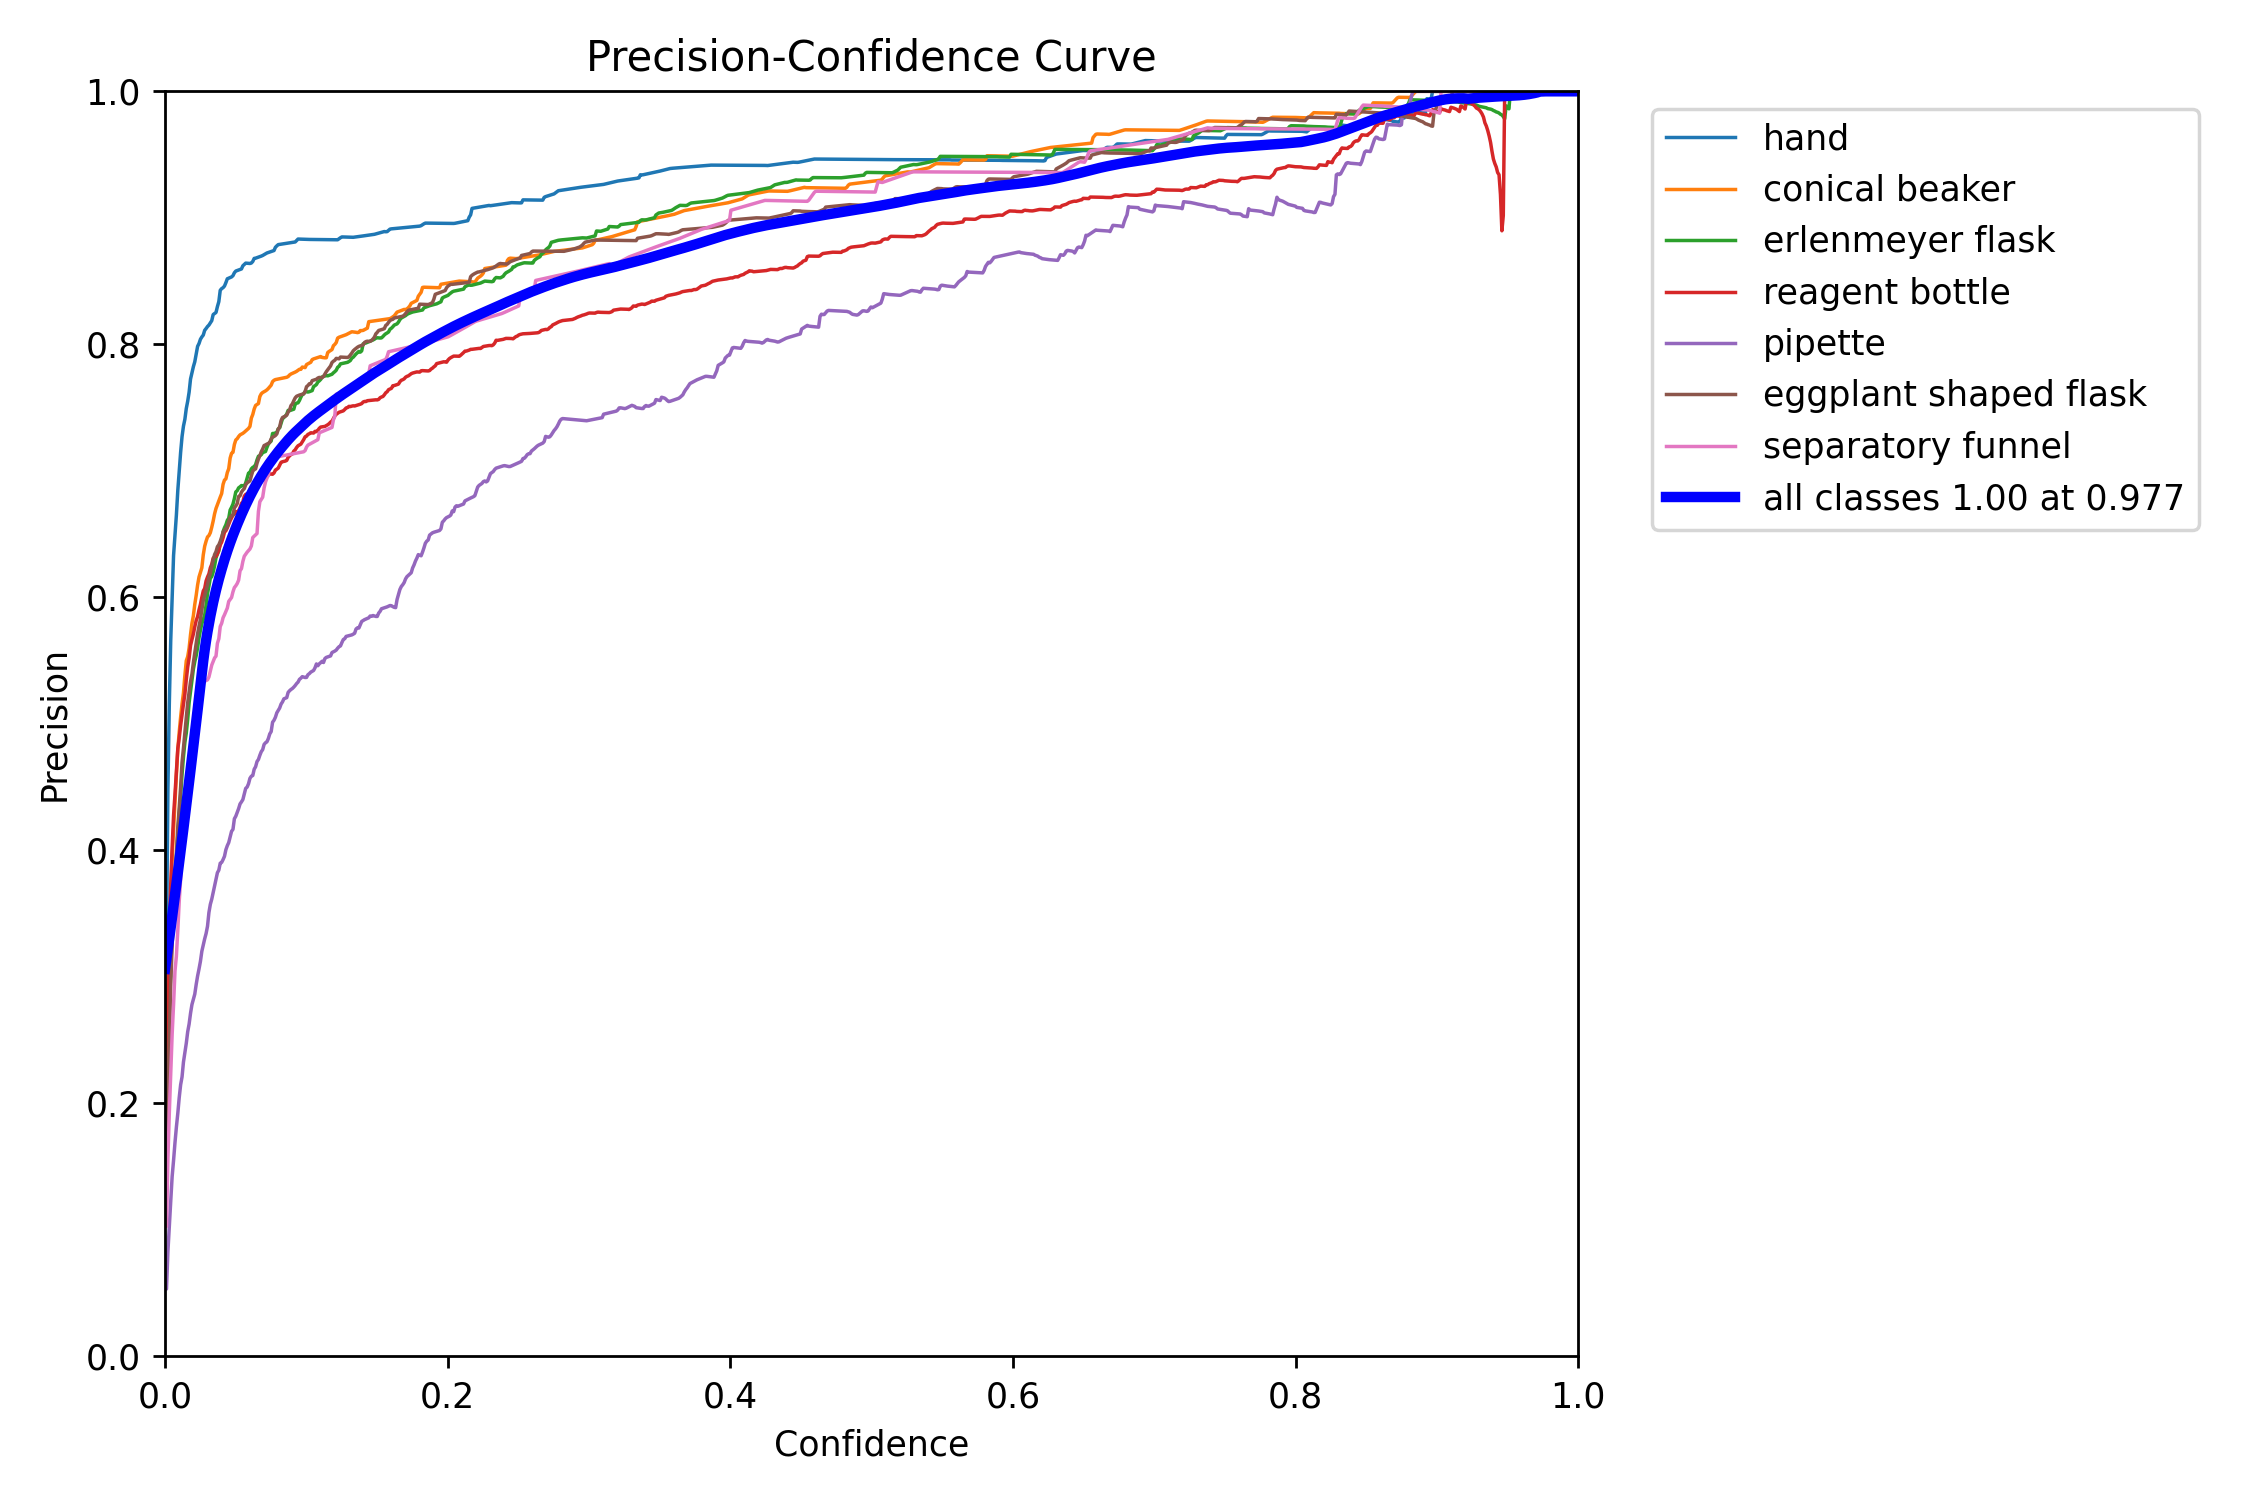 Precision-Confidence Curve
1.0
0.8
0.6
0.4
0.2
0.0
Precision
0.0 0.2 0.4 0.6 0.8 1.0
Confidence
hand
conical beaker
erlenmeyer flask
reagent bottle
pipette
eggplant shaped flask
separatory funnel
all classes 1.00 at 0.977